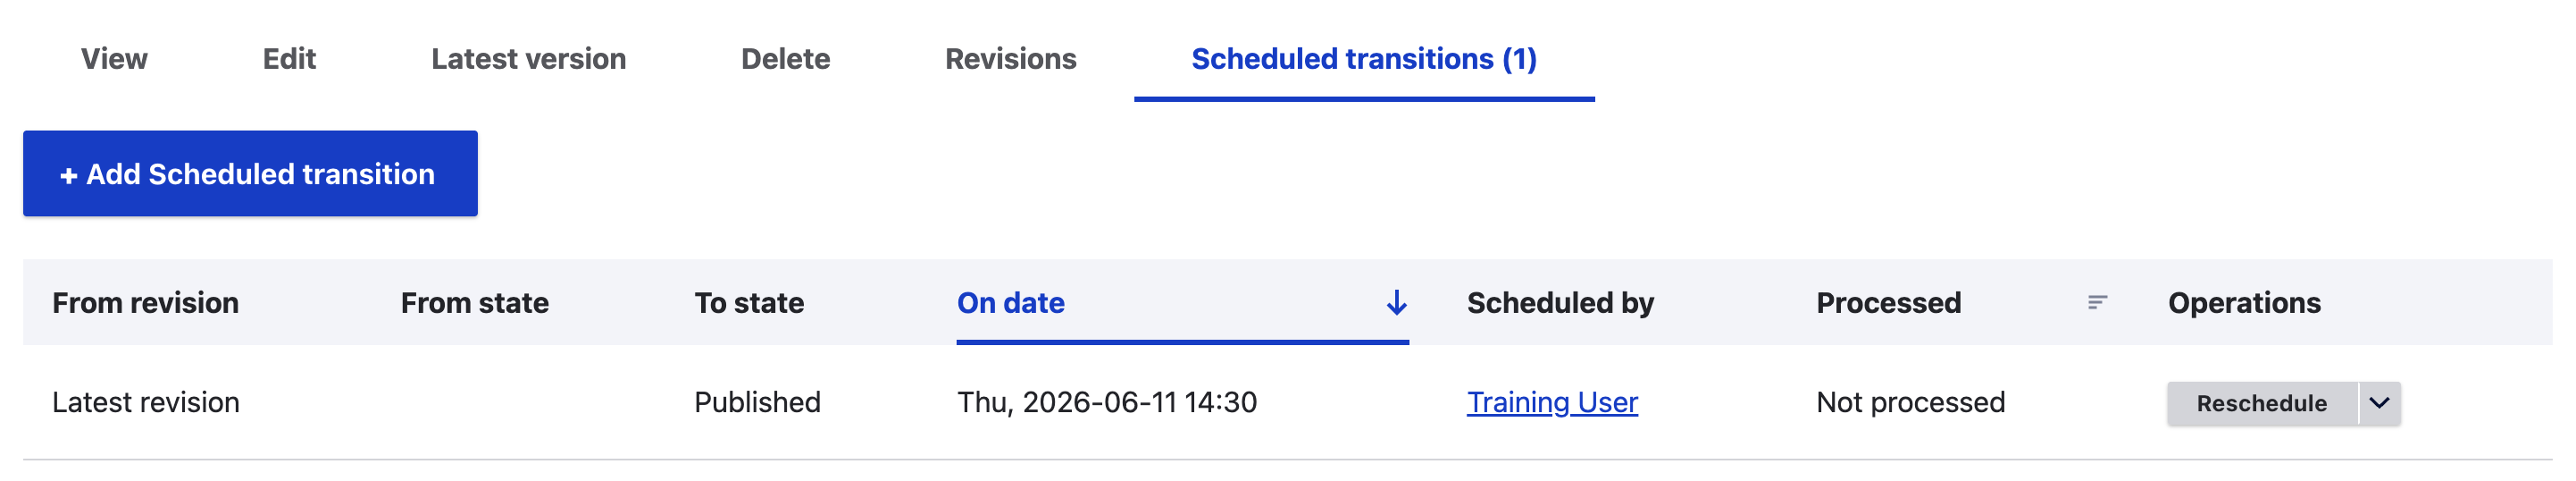 View Edit Latest version Delete Revisions Scheduled transitions (1)
+ Add Scheduled transition
From revision From state To state On date Scheduled by Processed Operations
Latest revision Published Thu, 2026-06-11 14:30 Training User Not processed Reschedule